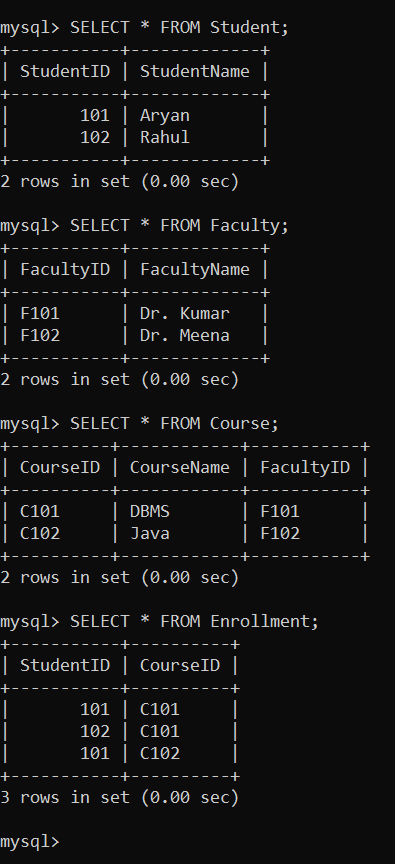 mysql> SELECT * FROM Student;
+-----------+-------------+
| StudentID | StudentName |
+-----------+-------------+
|       101 | Aryan       |
|       102 | Rahul       |
+-----------+-------------+
2 rows in set (0.00 sec)

mysql> SELECT * FROM Faculty;
+-----------+-------------+
| FacultyID | FacultyName |
+-----------+-------------+
| F101      | Dr. Kumar   |
| F102      | Dr. Meena   |
+-----------+-------------+
2 rows in set (0.00 sec)

mysql> SELECT * FROM Course;
+----------+------------+-----------+
| CourseID | CourseName | FacultyID |
+----------+------------+-----------+
| C101     | DBMS       | F101      |
| C102     | Java       | F102      |
+----------+------------+-----------+
2 rows in set (0.00 sec)

mysql> SELECT * FROM Enrollment;
+-----------+----------+
| StudentID | CourseID |
+-----------+----------+
|       101 | C101     |
|       102 | C101     |
|       101 | C102     |
+-----------+----------+
3 rows in set (0.00 sec)

mysql>